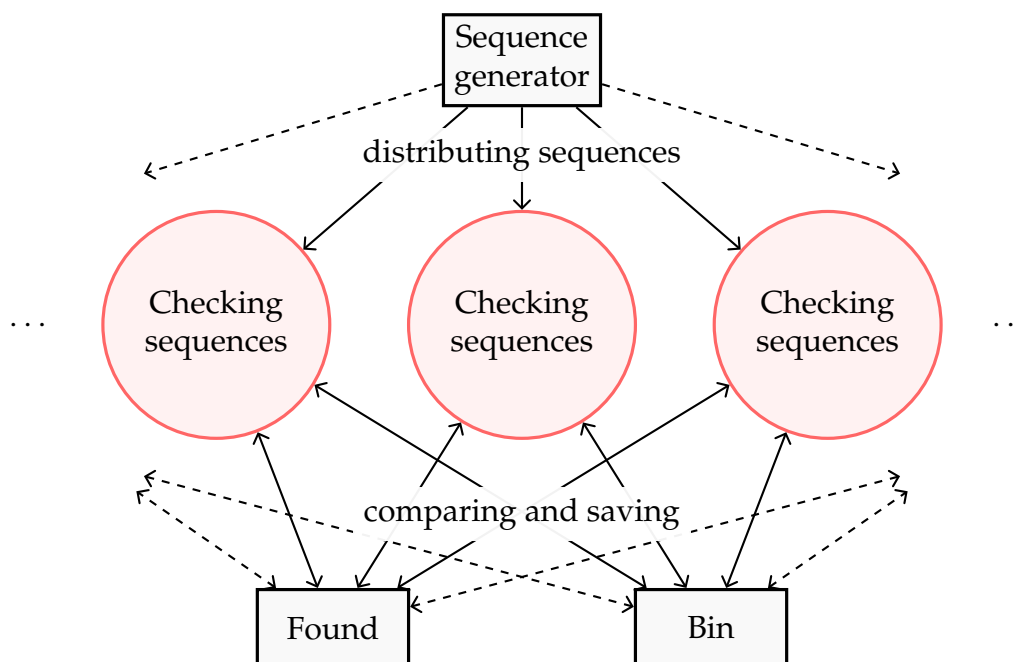 Sequence
generator
distributing sequences
Checking
sequences
Checking
sequences
Checking
sequences
...
..
comparing and saving
Found
Bin